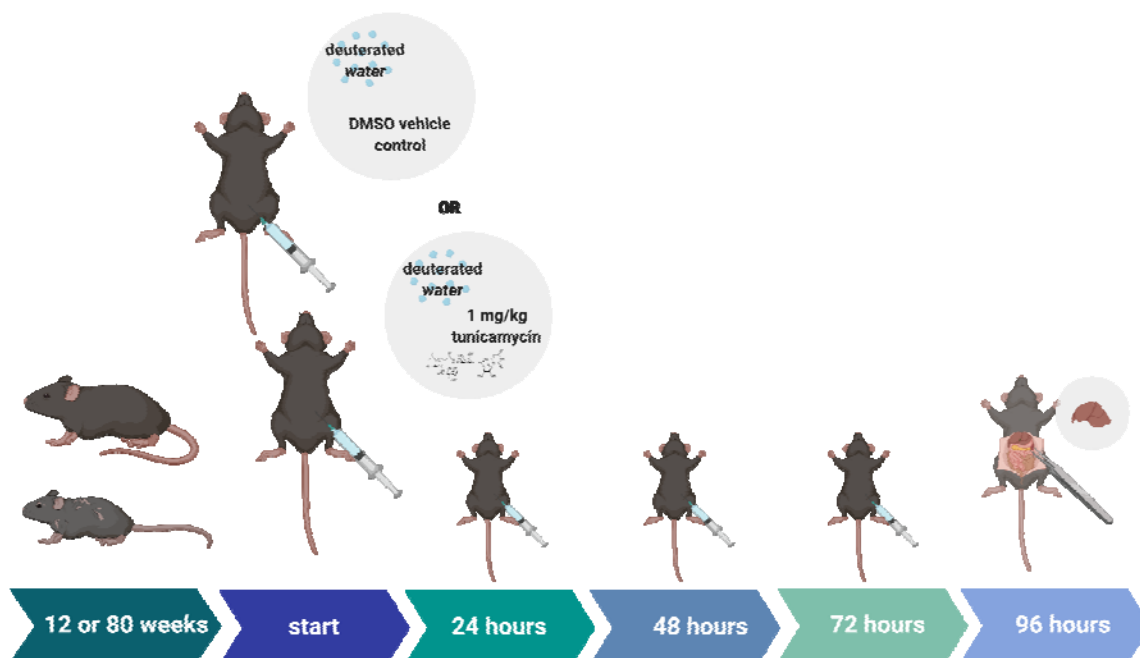 deuterated
water
DMSO vehicle
control
OR
deuterated
water
1 mg/kg
tunicamycin
12 or 80 weeks
start
24 hours
48 hours
72 hours
96 hours